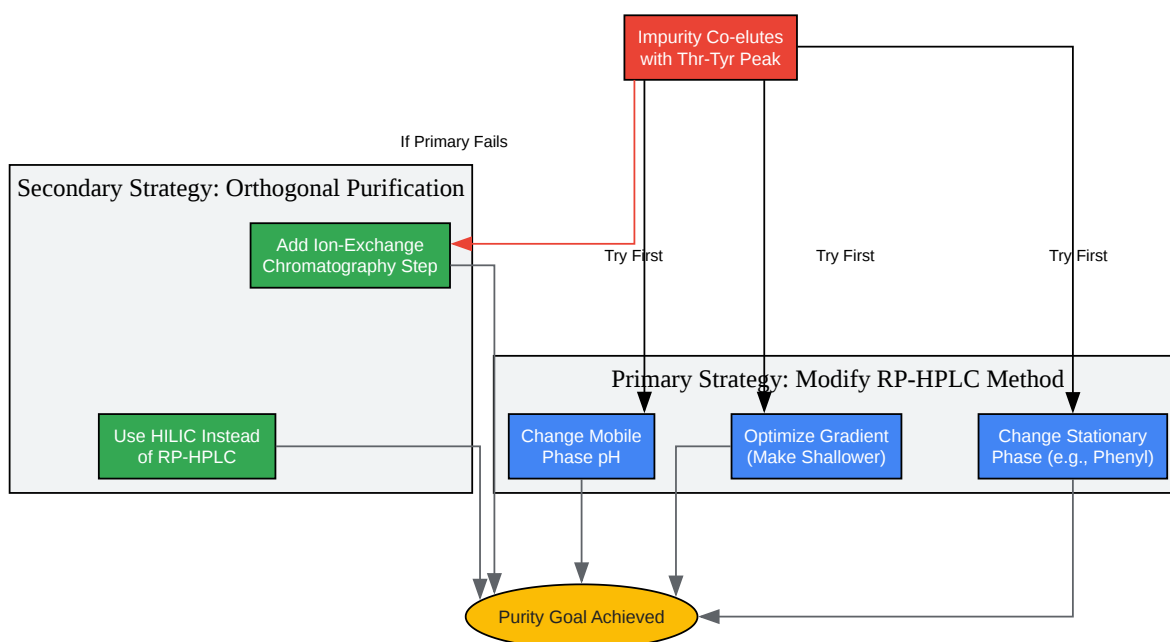 Impurity Co-elutes
with Thr-Tyr Peak
If Primary Fails
Secondary Strategy: Orthogonal Purification
Add Ion-Exchange
Chromatography Step
Try First
Try First
Try First
Primary Strategy: Modify RP-HPLC Method
Use HILIC Instead
of RP-HPLC
Change Mobile
Phase pH
Optimize Gradient
(Make Shallower)
Change Stationary
Phase (e.g., Phenyl)
Purity Goal Achieved